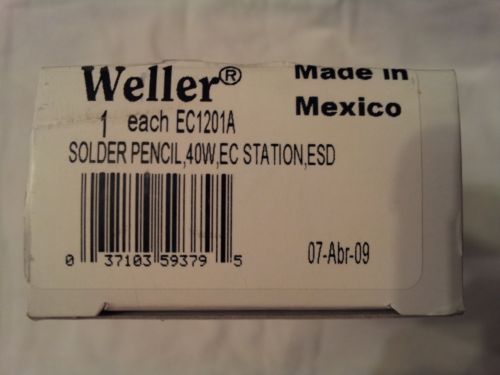 Weller®
Made in
Mexico
1 each EC1201A
SOLDER PENCIL,40W,EC STATION,ESD
0 37103 59379 5
07-Abr-09